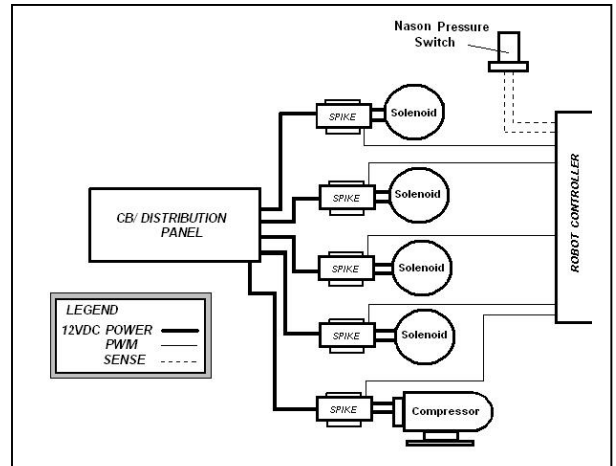 Nason Pressure
Switch
SPIKE
Solenoid
SPIKE
Solenoid
CB/ DISTRIBUTION
PANEL
ROBOT CONTROLLER
SPIKE
Solenoid
LEGEND
12VDC POWER
PWM
SENSE
SPIKE
Solenoid
SPIKE
Compressor